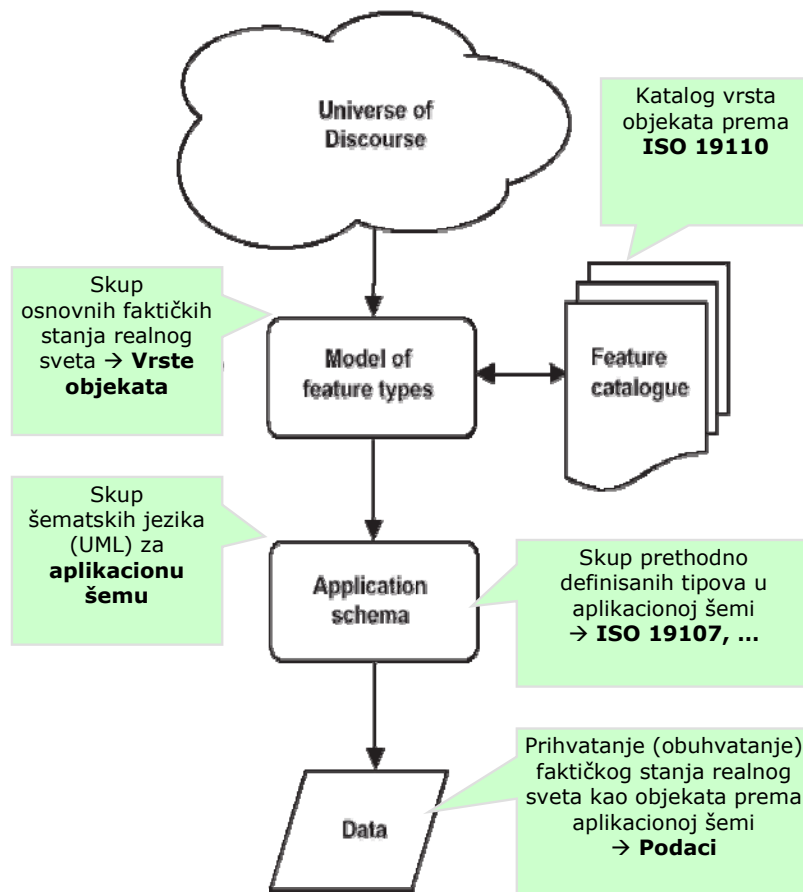 Universe of
Discourse
Katalog vrsta
objekata prema
ISO 19110
Skup
osnovnih faktičkih
stanja realnog
sveta → Vrste
objekata
Model of
feature types
Feature
catalogue
Skup
šematskih jezika
(UML) za
aplikacionu
šemu
Application
schema
Skup prethodno
definisanih tipova u
aplikacionoj šemi
→ ISO 19107, …
Prihvatanje (obuhvatanje)
faktičkog stanja realnog
sveta kao objekata prema
aplikacionoj šemi
→ Podaci
Data